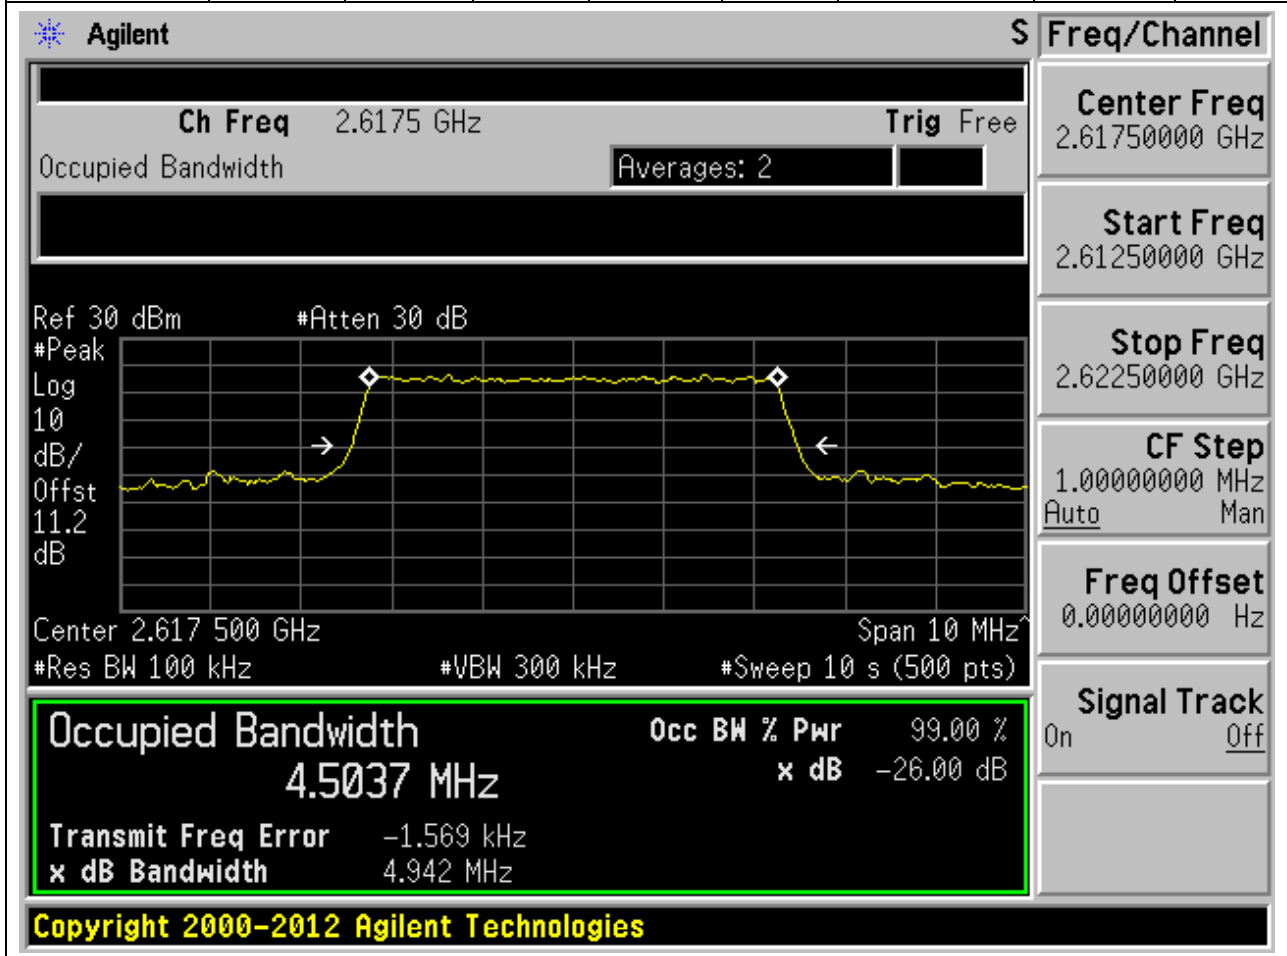 Agilent S
Freq/Channel
Ch Freq 2.6175 GHz Trig Free
Occupied Bandwidth Averages: 2
Center Freq
2.61750000 GHz
Start Freq
2.61250000 GHz
Stop Freq
2.62250000 GHz
CF Step
1.00000000 MHz
Auto Man
Freq Offset
0.00000000 Hz
Signal Track
On Off
Ref 30 dBm #Atten 30 dB
#Peak
Log
10
dB/
Offst
11.2
dB
Center 2.617 500 GHz Span 10 MHz^
#Res BW 100 kHz #VBW 300 kHz #Sweep 10 s (500 pts)
Occupied Bandwidth
4.5037 MHz
Occ BW % Pwr 99.00 %
x dB -26.00 dB
Transmit Freq Error -1.569 kHz
x dB Bandwidth 4.942 MHz
Copyright 2000-2012 Agilent Technologies